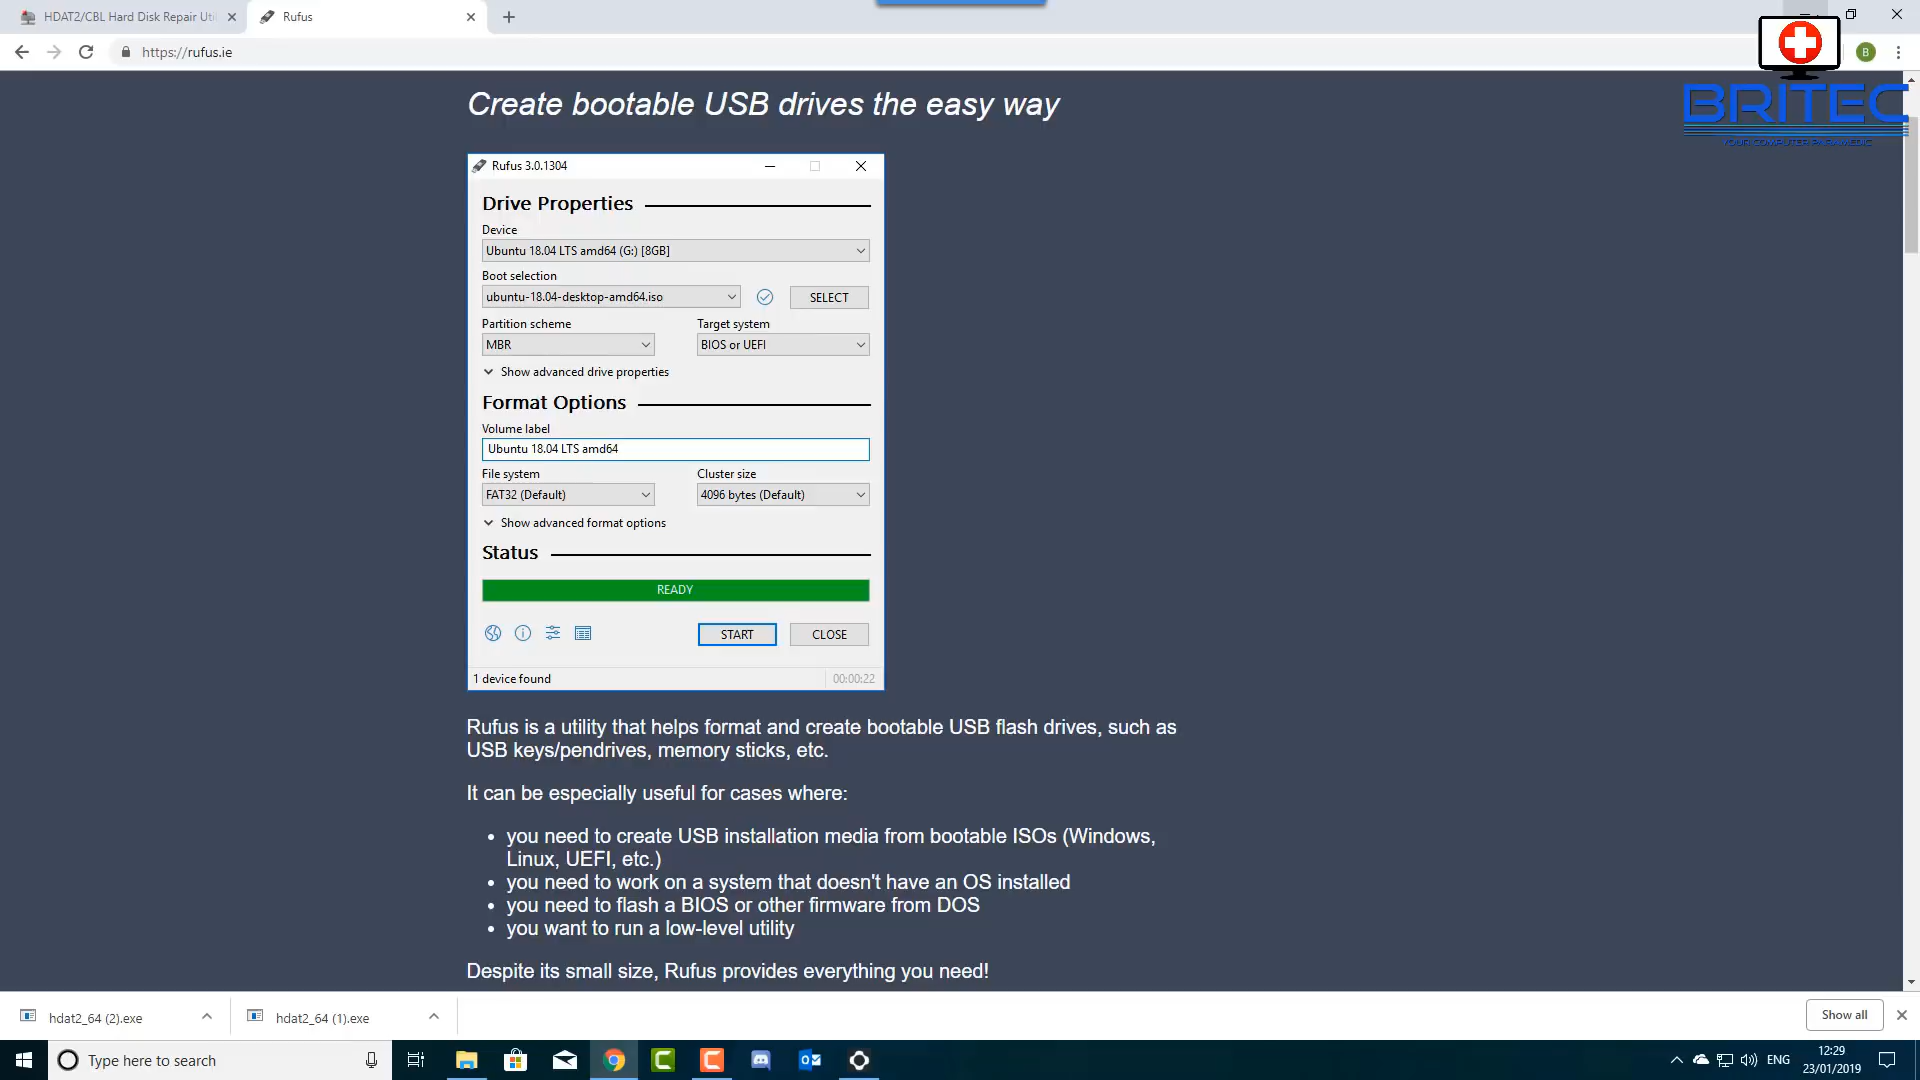 HDAT2/CBL Hard Disk Repair Uti
Rufus
https://rufus.ie
B
BRITEC
YOUR COMPUTER PARAMEDIC
Create bootable USB drives the easy way
Rufus 3.0.1304
Drive Properties
Device
Ubuntu 18.04 LTS amd64 (G:) [8GB]
Boot selection
ubuntu-18.04-desktop-amd64.iso
SELECT
Partition scheme
Target system
MBR
BIOS or UEFI
Show advanced drive properties
Format Options
Volume label
Ubuntu 18.04 LTS amd64
File system
Cluster size
FAT32 (Default)
4096 bytes (Default)
Show advanced format options
Status
READY
START
CLOSE
1 device found
00:00:22
Rufus is a utility that helps format and create bootable USB flash drives, such as
USB keys/pendrives, memory sticks, etc.
It can be especially useful for cases where:
• you need to create USB installation media from bootable ISOs (Windows,
Linux, UEFI, etc.)
• you need to work on a system that doesn't have an OS installed
• you need to flash a BIOS or other firmware from DOS
• you want to run a low-level utility
Despite its small size, Rufus provides everything you need!
hdat2_64 (2).exe
hdat2_64 (1).exe
Show all
Type here to search
ENG
12:29
23/01/2019